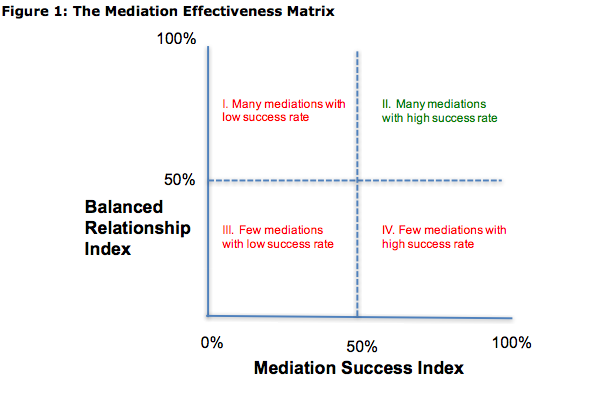 Figure 1: The Mediation Effectiveness Matrix
100%
I. Many mediations with
low success rate
II. Many mediations
with high success rate
50%
Balanced
Relationship
Index
III. Few mediations
with low success rate
IV. Few mediations with
high success rate
0%
50%
100%
Mediation Success Index